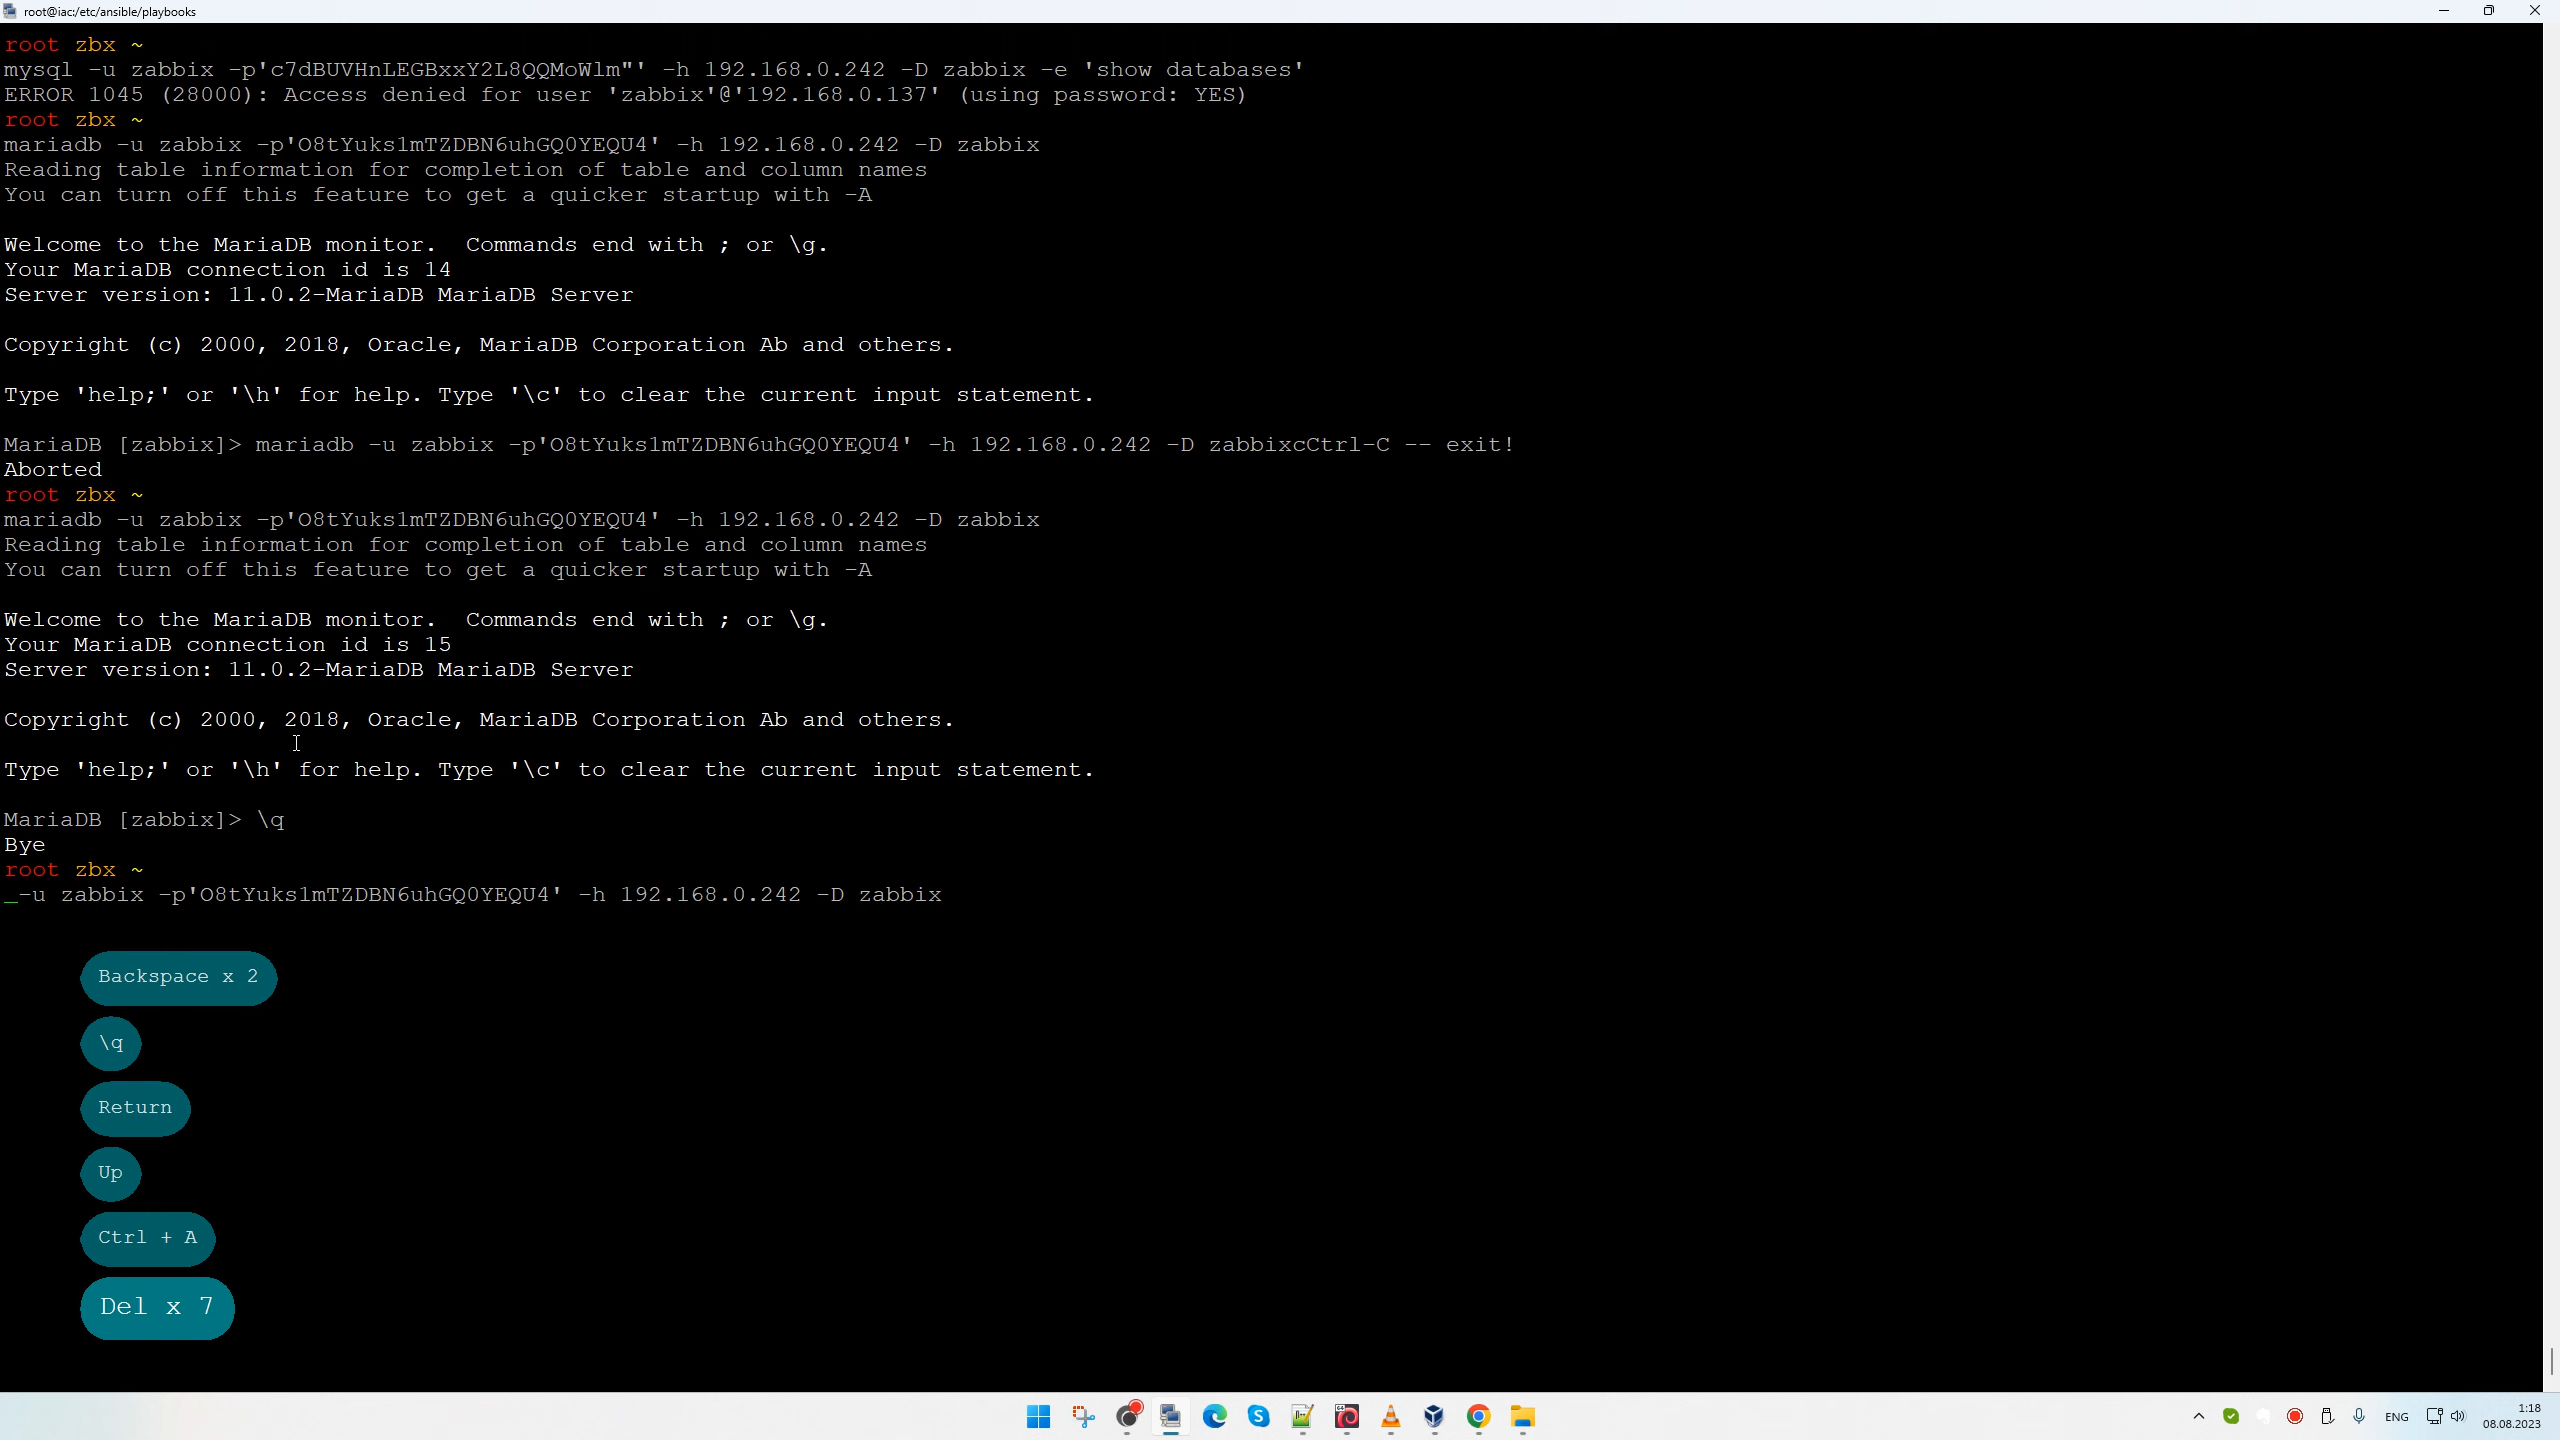 root@iac:/etc/ansible/playbooks
root zbx ~
mysql -u zabbix -p'c7dBUVHnLEGBxxY2L8QQMoWlm"' -h 192.168.0.242 -D zabbix -e 'show databases'
ERROR 1045 (28000): Access denied for user 'zabbix'@'192.168.0.137' (using password: YES)
root zbx ~
mariadb -u zabbix -p'O8tYuks1mTZDBN6uhGQ0YEQU4' -h 192.168.0.242 -D zabbix
Reading table information for completion of table and column names
You can turn off this feature to get a quicker startup with -A
Welcome to the MariaDB monitor.  Commands end with ; or \g.
Your MariaDB connection id is 14
Server version: 11.0.2-MariaDB MariaDB Server
Copyright (c) 2000, 2018, Oracle, MariaDB Corporation Ab and others.
Type 'help;' or '\h' for help. Type '\c' to clear the current input statement.
MariaDB [zabbix]> mariadb -u zabbix -p'O8tYuks1mTZDBN6uhGQ0YEQU4' -h 192.168.0.242 -D zabbixcCtrl-C -- exit!
Aborted
root zbx ~
mariadb -u zabbix -p'O8tYuks1mTZDBN6uhGQ0YEQU4' -h 192.168.0.242 -D zabbix
Reading table information for completion of table and column names
You can turn off this feature to get a quicker startup with -A
Welcome to the MariaDB monitor.  Commands end with ; or \g.
Your MariaDB connection id is 15
Server version: 11.0.2-MariaDB MariaDB Server
Copyright (c) 2000, 2018, Oracle, MariaDB Corporation Ab and others.
Type 'help;' or '\h' for help. Type '\c' to clear the current input statement.
MariaDB [zabbix]> \q
Bye
root zbx ~
_-u zabbix -p'O8tYuks1mTZDBN6uhGQ0YEQU4' -h 192.168.0.242 -D zabbix
Backspace x 2
\q
Return
Up
Ctrl + A
Del x 7
ENG
1:18
08.08.2023